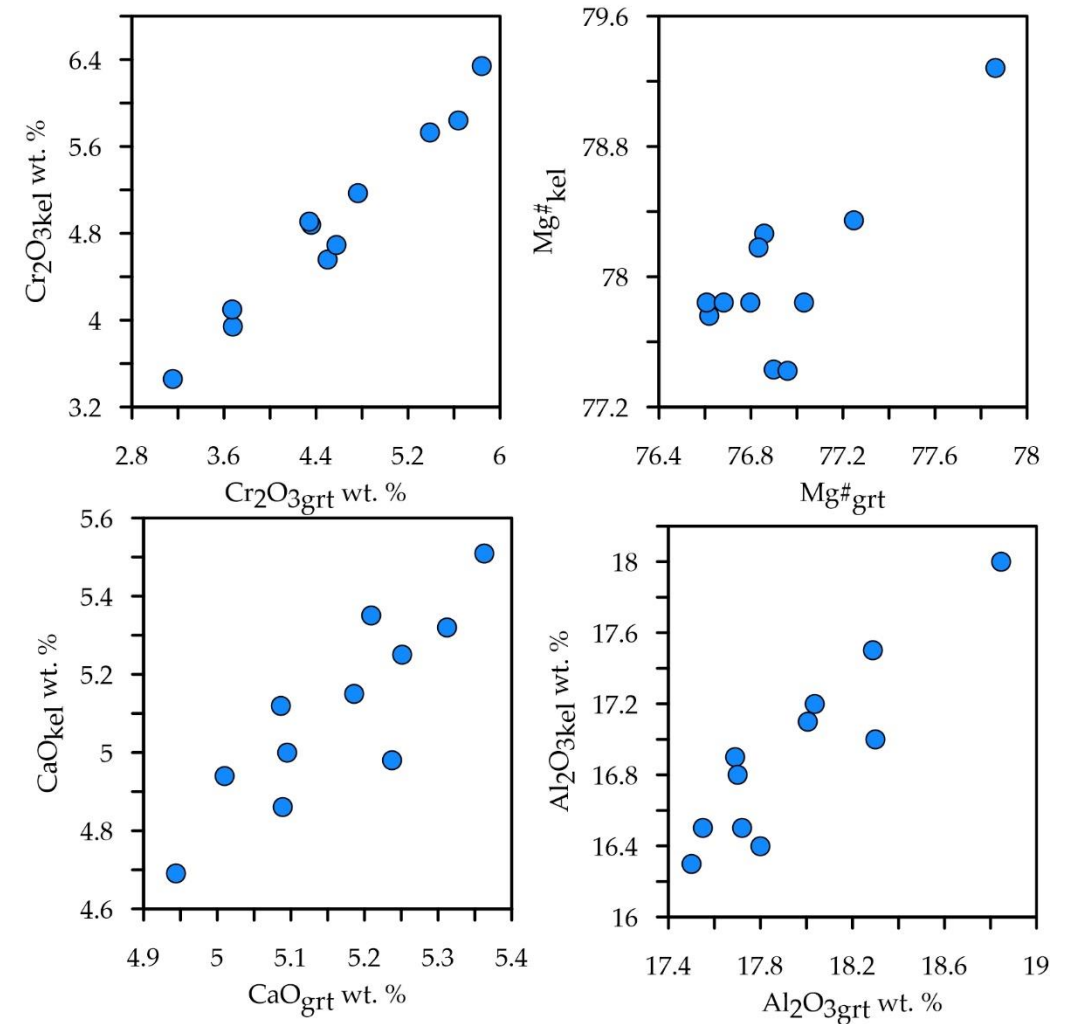 6.4
5.6
4.8
4
3.2
2.8 3.6 4.4 5.2 6
Cr2O3kel wt. %
Cr2O3grt wt. %
79.6
78.8
78
77.2
76.4 76.8 77.2 77.6 78
Mg#kel
Mg#grt
5.6
5.4
5.2
5
4.8
4.6
4.9 5 5.1 5.2 5.3 5.4
CaOkel wt. %
CaOgrt wt. %
18
17.6
17.2
16.8
16.4
16
17.4 17.8 18.2 18.6 19
Al2O3kel wt. %
Al2O3grt wt. %